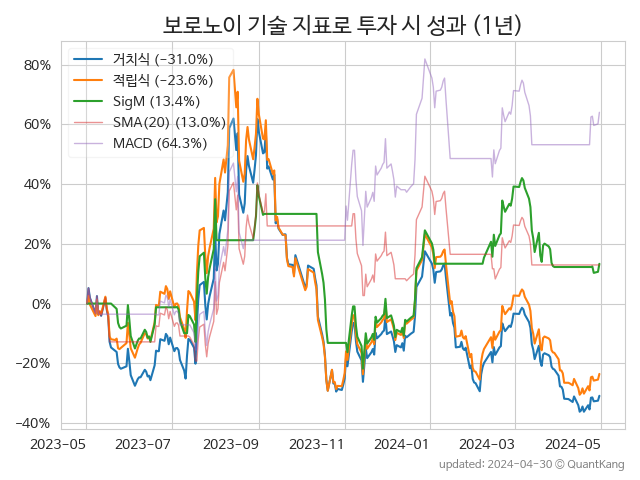 보로노이 기술 지표로 투자 시 성과 (1년)
거치식 (−31.0%)
적립식 (−23.6%)
SigM (13.4%)
SMA(20) (13.0%)
MACD (64.3%)
80%
60%
40%
20%
0%
−20%
−40%
2023-05 2023-07 2023-09 2023-11 2024-01 2024-03 2024-05
updated: 2024-04-30 © QuantKang